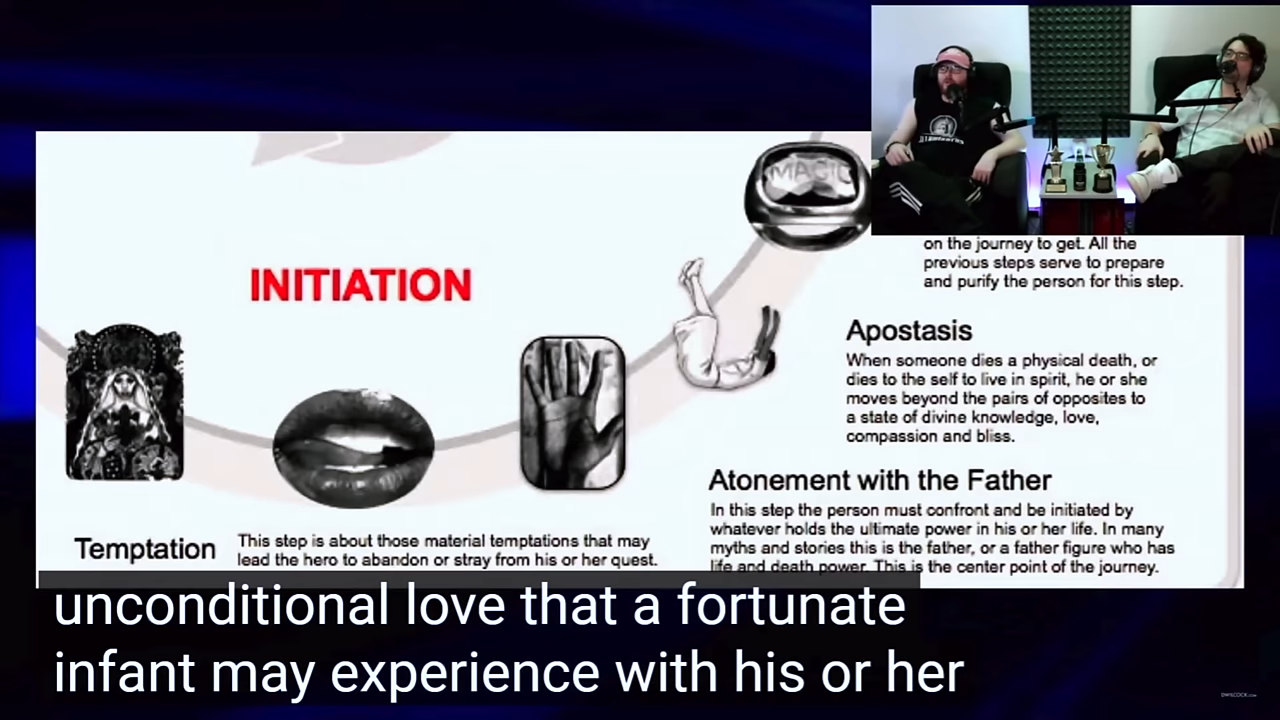 MAGIC
on the journey to get. All the
previous steps serve to prepare
and purify the person for this step.
INITIATION
Apostasis
When someone dies a physical death, or
dies to the self to live in spirit, he or she
moves beyond the pairs of opposites to
a state of divine knowledge, love,
compassion and bliss.
Atonement with the Father
In this step the person must confront and be initiated by
whatever holds the ultimate power in his or her life. In many
myths and stories this is the father, or a father figure who has
life and death power. This is the center point of the journey.
Temptation
This step is about those material temptations that may
lead the hero to abandon or stray from his or her quest.
unconditional love that a fortunate
infant may experience with his or her